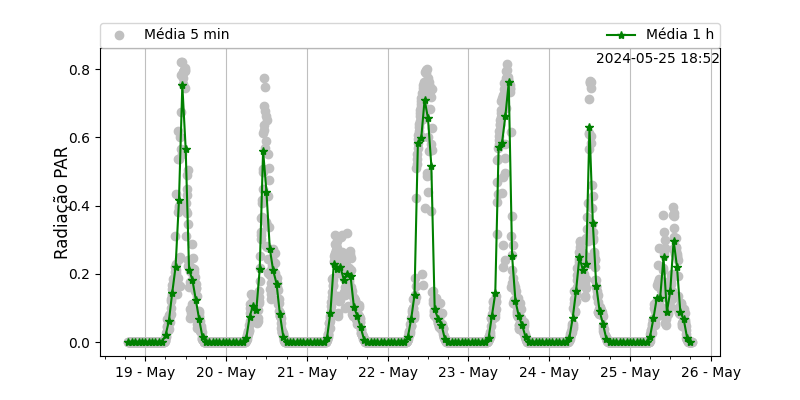 Média 5 min
Média 1 h
2024-05-25 18:52
Radiação PAR
0.8
0.6
0.4
0.2
0.0
19 - May
20 - May
21 - May
22 - May
23 - May
24 - May
25 - May
26 - May